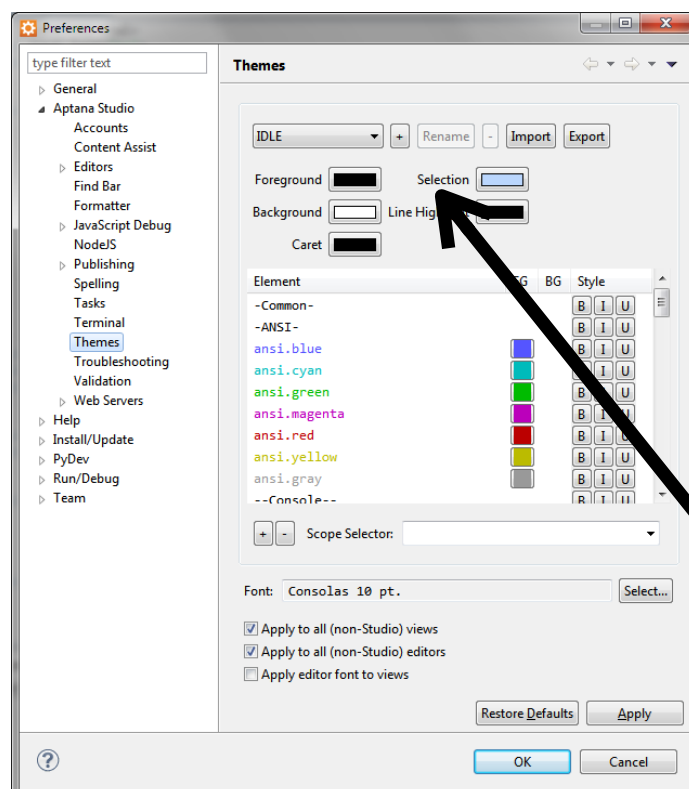 Preferences
type filter text
Themes
General
Aptana Studio
Accounts
Content Assist
Editors
Find Bar
Formatter
JavaScript Debug
NodeJS
Publishing
Spelling
Tasks
Terminal
Themes
Troubleshooting
Validation
Web Servers
Help
Install/Update
PyDev
Run/Debug
Team
IDLE + Rename - Import Export
Foreground Selection
Background Line
Caret
Element BG Style
-Common- B I U
-ANSI- B I U
ansi.blue B I U
ansi.cyan B I U
ansi.green B U
ansi.magenta B I U
ansi.red B I U
ansi.yellow B I U
ansi.gray B I U
--Console-- B I U
+ - Scope Selector:
Font: Consolas 10 pt. Select...
Apply to all (non-Studio) views
Apply to all (non-Studio) editors
Apply editor font to views
Restore Defaults Apply
? OK Cancel